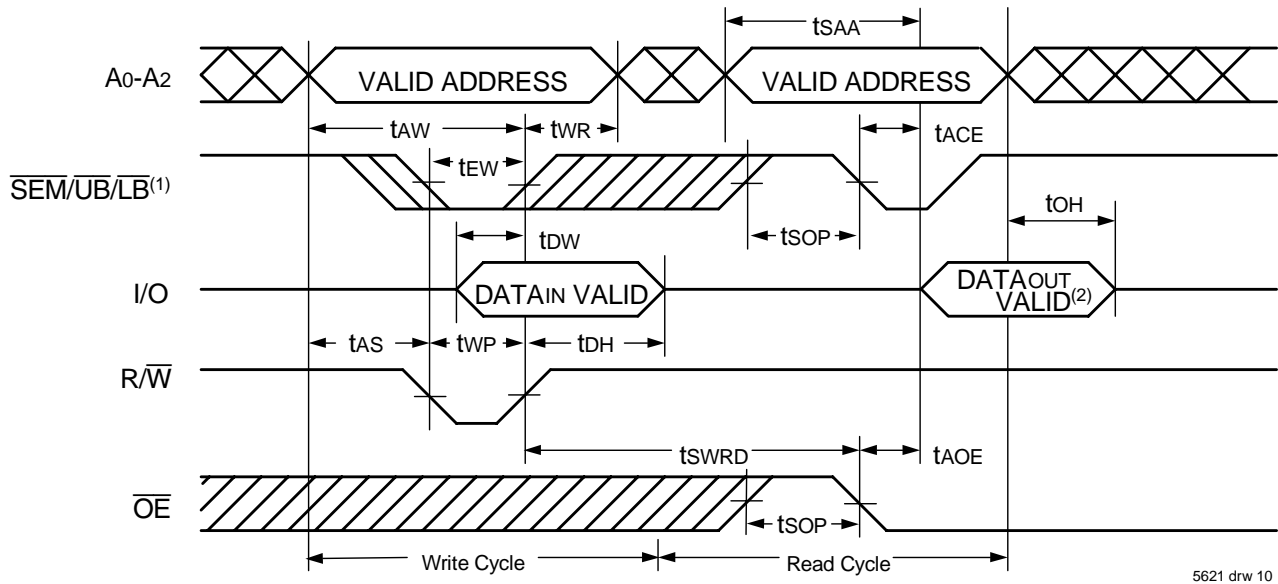 tSAA
A0-A2
VALID ADDRESS
VALID ADDRESS
tAW
tWR
tACE
tEW
SEM/UB/LB(1)
tOH
tDW
tSOP
I/O
DATAIN VALID
DATAOUT
VALID(2)
tAS
tWP
tDH
R/W
tSWRD
tAOE
OE
tSOP
Write Cycle
Read Cycle
5621 drw 10